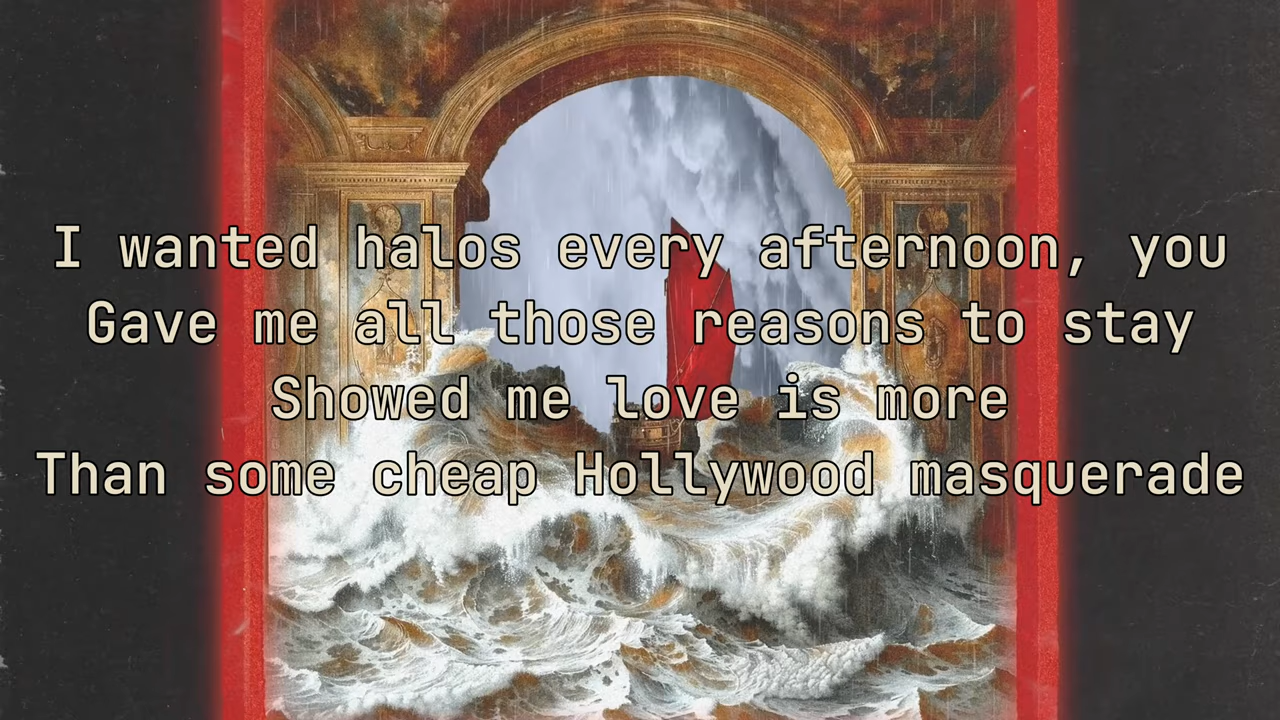 I wanted halos every afternoon, you
Gave me all those reasons to stay
Showed me love is more
Than some cheap Hollywood masquerade